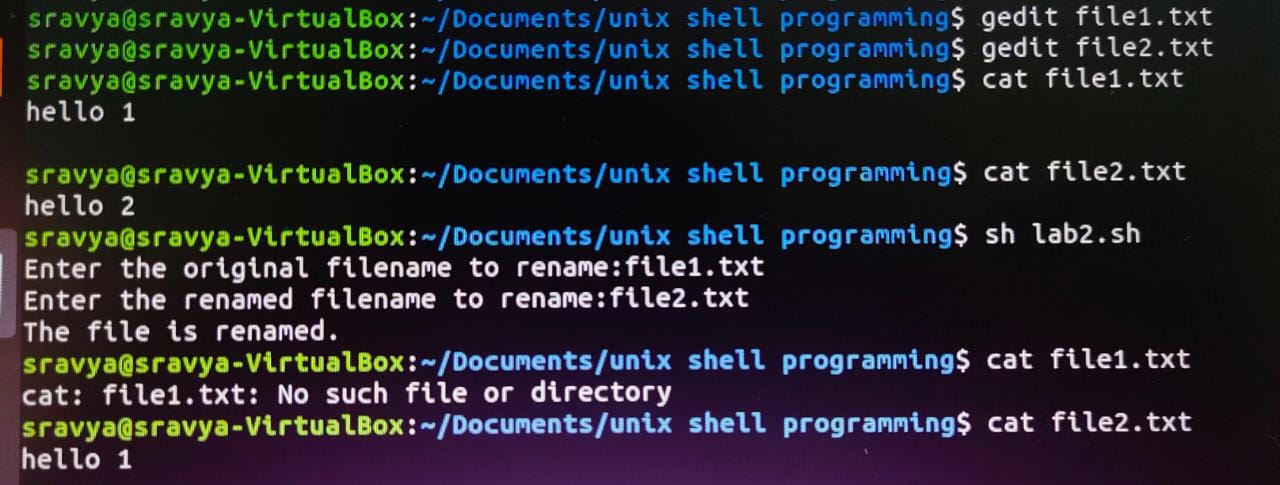 sravya@sravya-VirtualBox:~/Documents/unix shell programming$ gedit file1.txt
sravya@sravya-VirtualBox:~/Documents/unix shell programming$ gedit file2.txt
sravya@sravya-VirtualBox:~/Documents/unix shell programming$ cat file1.txt
hello 1
sravya@sravya-VirtualBox:~/Documents/unix shell programming$ cat file2.txt
hello 2
sravya@sravya-VirtualBox:~/Documents/unix shell programming$ sh lab2.sh
Enter the original filename to rename:file1.txt
Enter the renamed filename to rename:file2.txt
The file is renamed.
sravya@sravya-VirtualBox:~/Documents/unix shell programming$ cat file1.txt
cat: file1.txt: No such file or directory
sravya@sravya-VirtualBox:~/Documents/unix shell programming$ cat file2.txt
hello 1